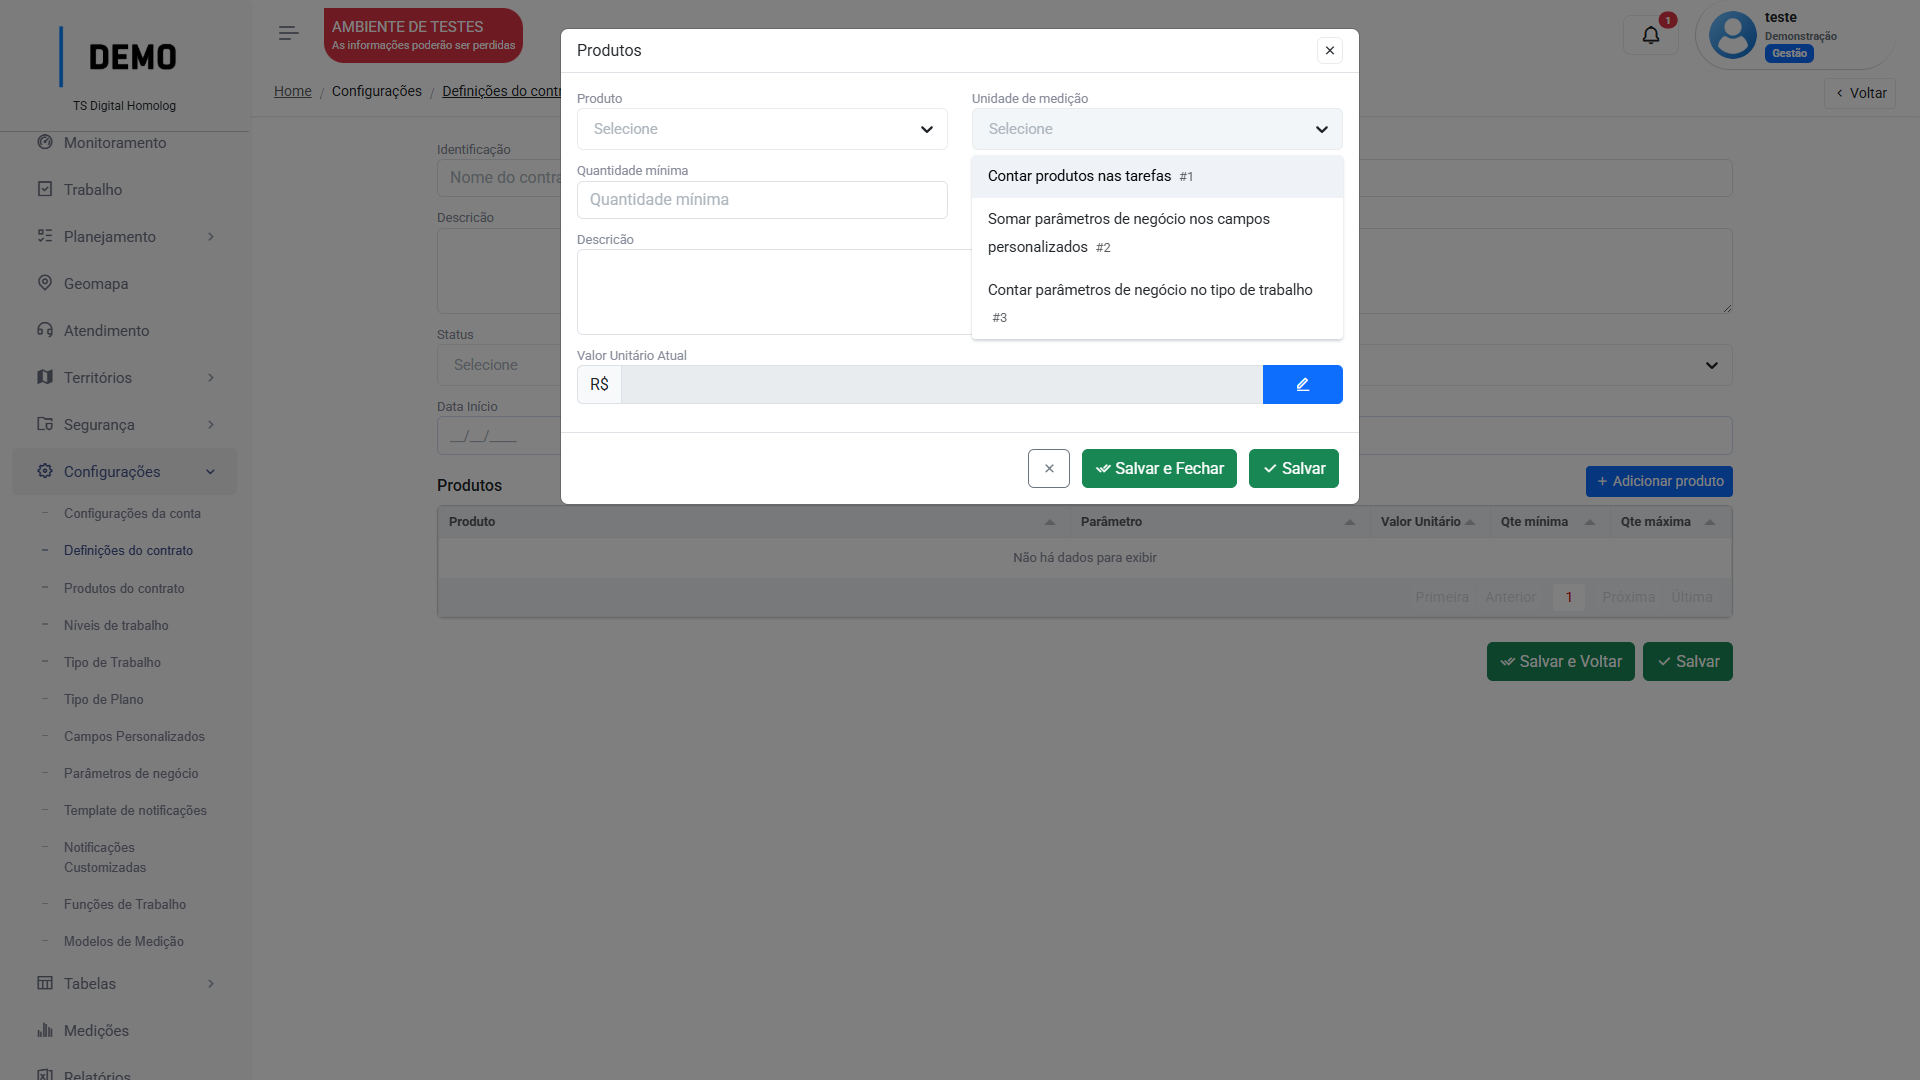 DEMO
TS Digital Homolog
Monitoramento
Trabalho
Planejamento
Geomapa
Atendimento
Territórios
Segurança
Configurações
Configurações da conta
Definições do contrato
Produtos do contrato
Níveis de trabalho
Tipo de Trabalho
Tipo de Plano
Campos Personalizados
Parâmetros de negócio
Template de notificações
Notificações
Customizadas
Funções de Trabalho
Modelos de Medição
Tabelas
Medições
Relatórios
AMBIENTE DE TESTES
As informações poderão ser perdidas
1
teste
Demonstração
Gestão
Home / Configurações / Definições do contr
Voltar
Identificação
Nome do contra
Descricão
Status
Selecione
Data Início
__/__/____
Produtos
Produto
Selecione
Unidade de medição
Selecione
Contar produtos nas tarefas #1
Somar parâmetros de negócio nos campos
personalizados #2
Contar parâmetros de negócio no tipo de trabalho
#3
Quantidade mínima
Quantidade mínima
Descricão
Valor Unitário Atual
R$
Salvar e Fechar
Salvar
Produtos
+ Adicionar produto
Produto Parâmetro Valor Unitário Qte mínima Qte máxima
Não há dados para exibir
Primeira Anterior 1 Próxima Última
Salvar e Voltar
Salvar